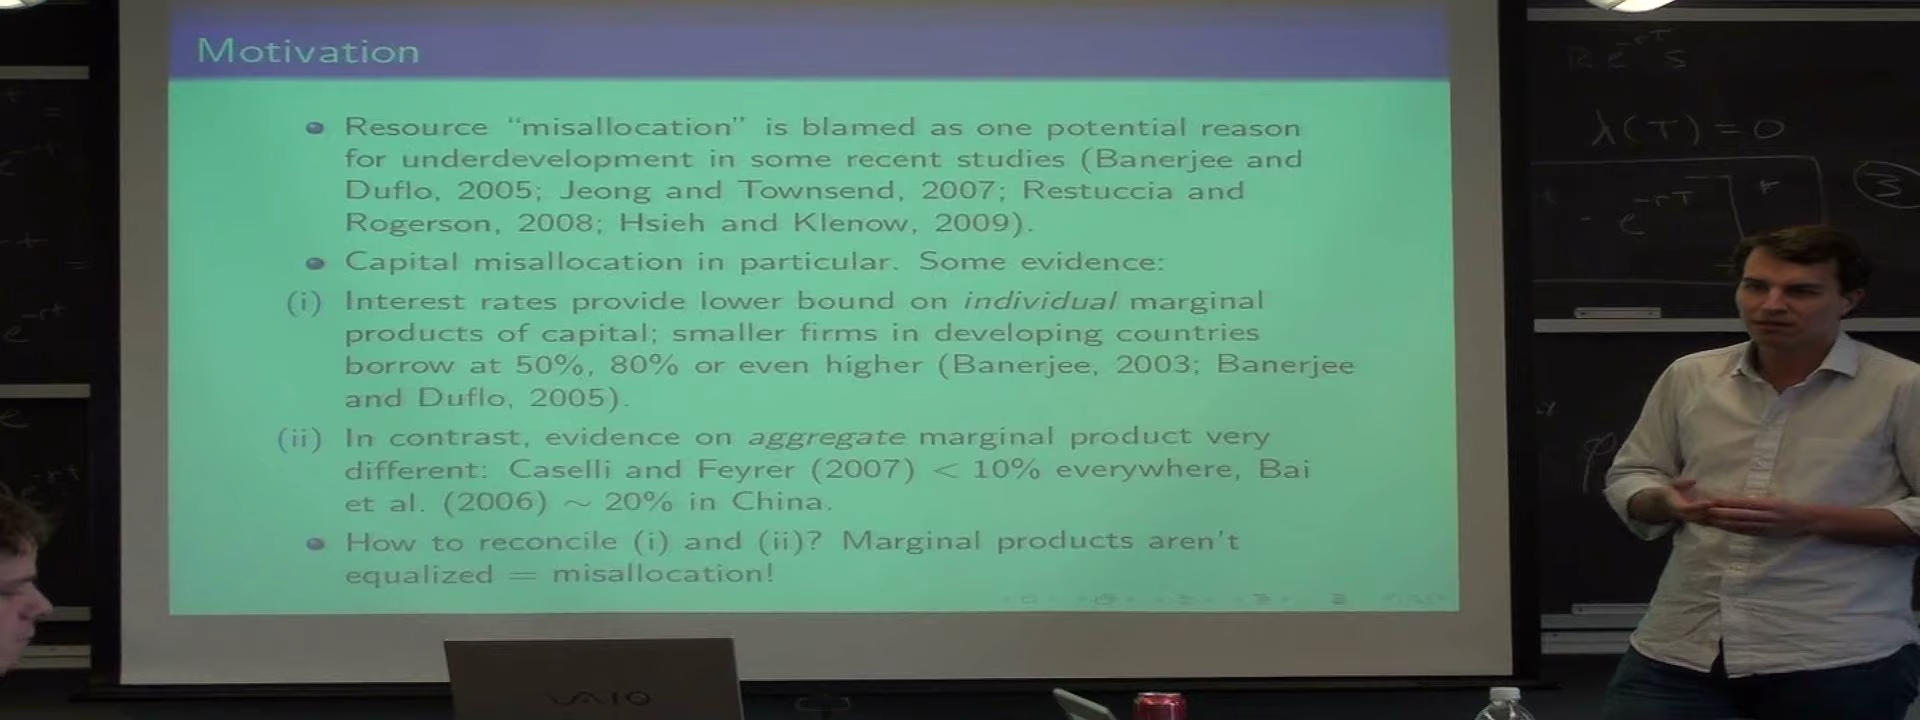 Motivation
Resource “misallocation” is blamed as one potential reason
for underdevelopment in some recent studies (Banerjee and
Duflo, 2005; Jeong and Townsend, 2007; Restuccia and
Rogerson, 2008; Hsieh and Klenow, 2009).
Capital misallocation in particular. Some evidence:
(i) Interest rates provide lower bound on individual marginal
products of capital; smaller firms in developing countries
borrow at 50%, 80% or even higher (Banerjee, 2003; Banerjee
and Duflo, 2005).
(ii) In contrast, evidence on aggregate marginal product very
different: Caselli and Feyrer (2007) < 10% everywhere, Bai
et al. (2006) ∼ 20% in China.
How to reconcile (i) and (ii)? Marginal products aren't
equalized = misallocation!
VAIO
λ(T) = 0
- e^-rT
3